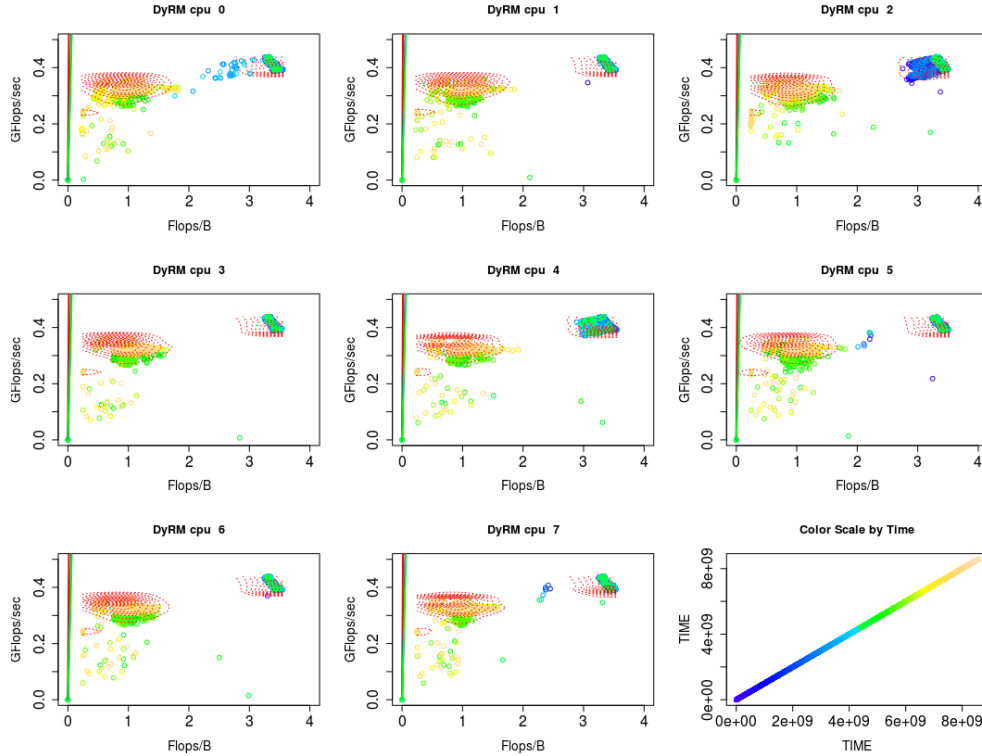 DyRM cpu 0
DyRM cpu 1
DyRM cpu 2
GFlops/sec
0.0 0.2 0.4
0 1 2 3 4
Flops/B
GFlops/sec
0.0 0.2 0.4
0 1 2 3 4
Flops/B
GFlops/sec
0.0 0.2 0.4
0 1 2 3 4
Flops/B
DyRM cpu 3
DyRM cpu 4
DyRM cpu 5
GFlops/sec
0.0 0.2 0.4
0 1 2 3 4
Flops/B
GFlops/sec
0.0 0.2 0.4
0 1 2 3 4
Flops/B
GFlops/sec
0.0 0.2 0.4
0 1 2 3 4
Flops/B
DyRM cpu 6
DyRM cpu 7
Color Scale by Time
GFlops/sec
0.0 0.2 0.4
0 1 2 3 4
Flops/B
GFlops/sec
0.0 0.2 0.4
0 1 2 3 4
Flops/B
TIME
0e+00 4e+09 8e+09
0e+00 2e+09 4e+09 6e+09 8e+09
TIME